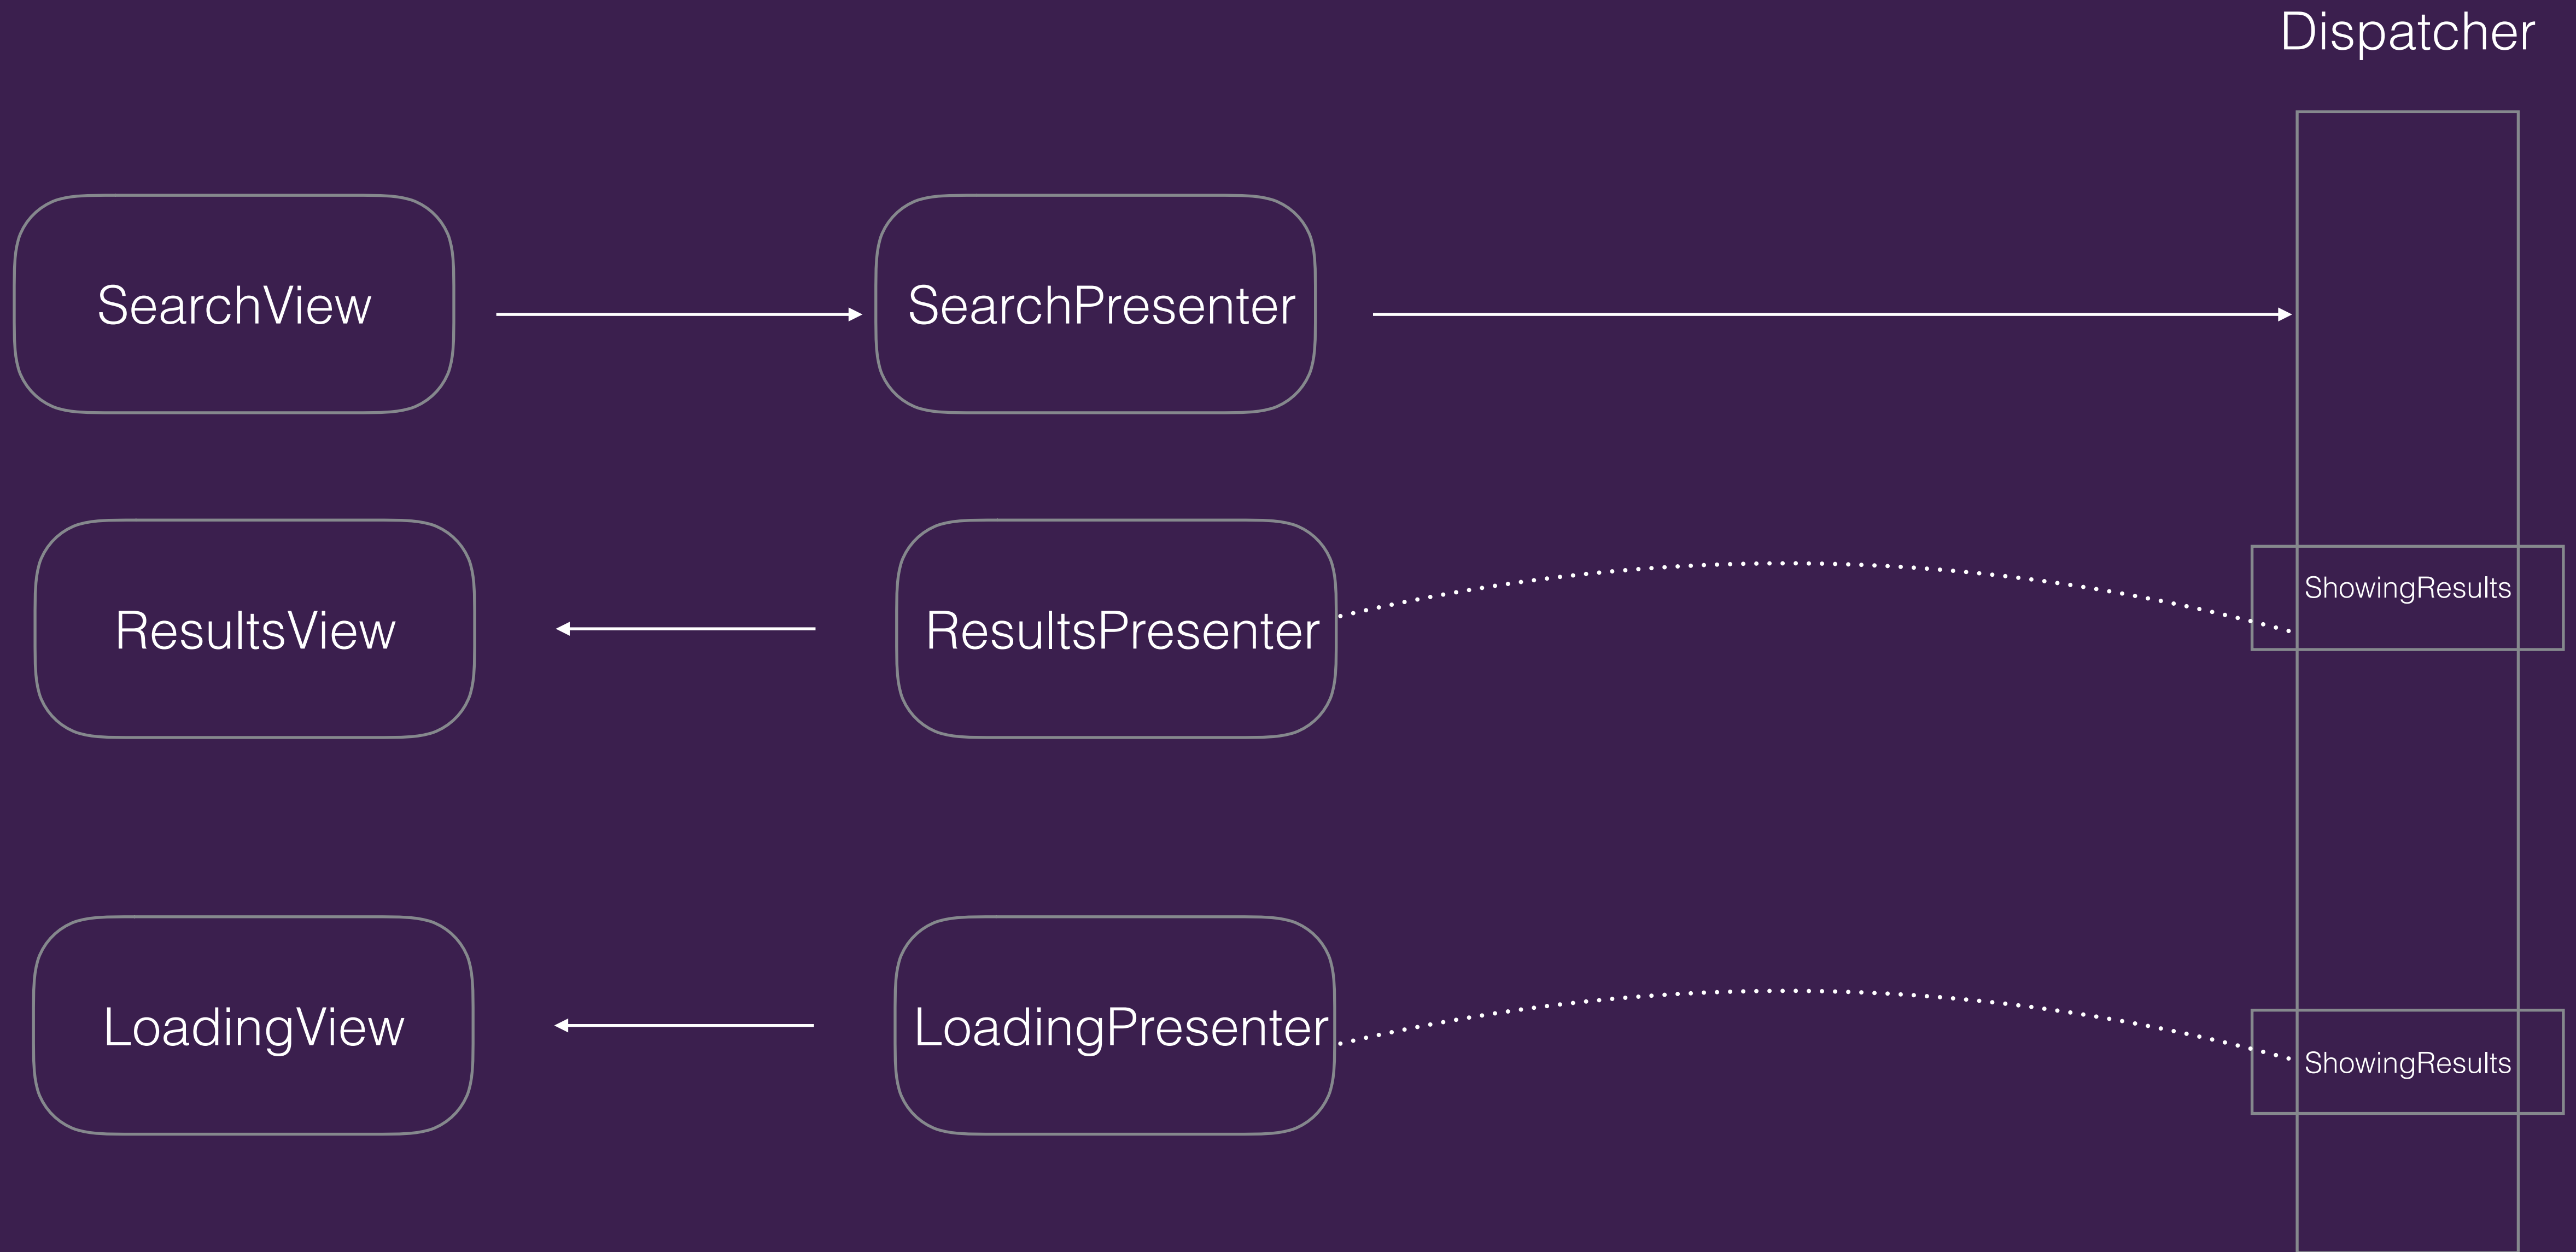 Dispatcher
SearchView
SearchPresenter
ResultsView
ResultsPresenter
ShowingResults
LoadingView
LoadingPresenter
ShowingResults